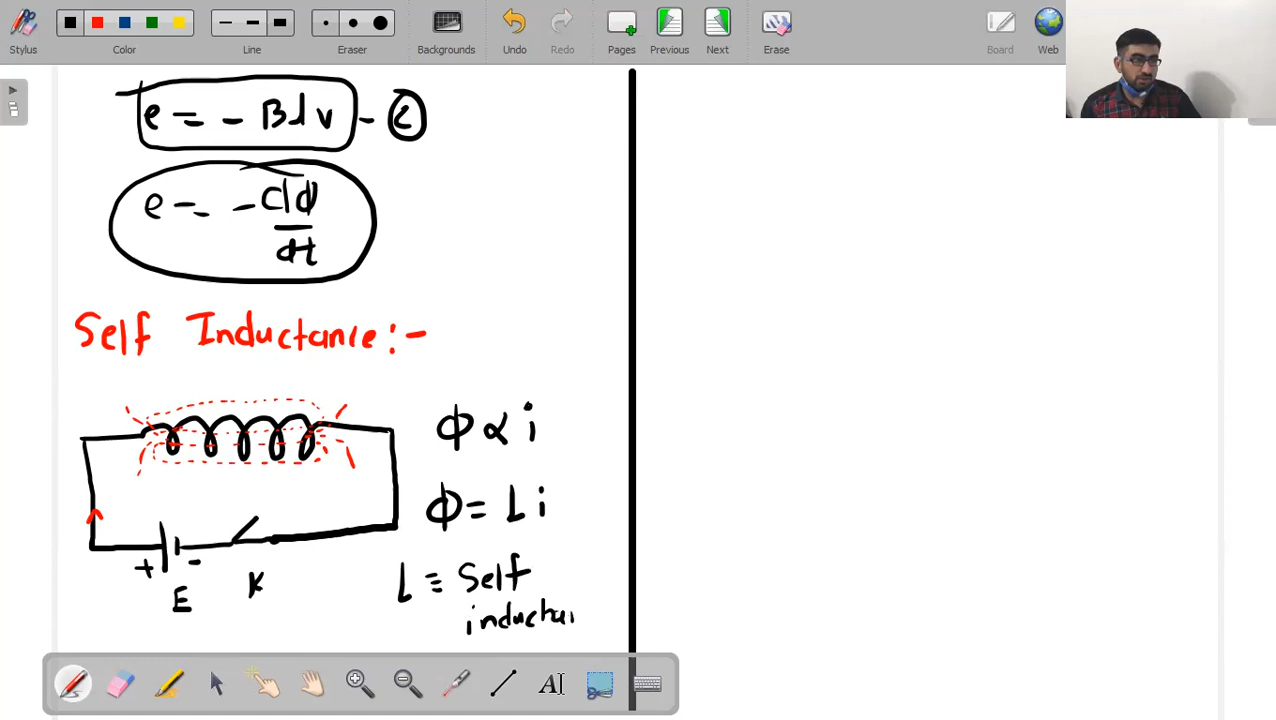 Stylus
Color
Line
Eraser
Backgrounds
Undo
Redo
Pages
Previous
Next
Erase
Board
Web
e = - Blv - ②
e = - dϕ
dt
Self Inductance:-
ϕ ∝ i
ϕ = Li
+ -
E
K
L ≡ Self
inductan